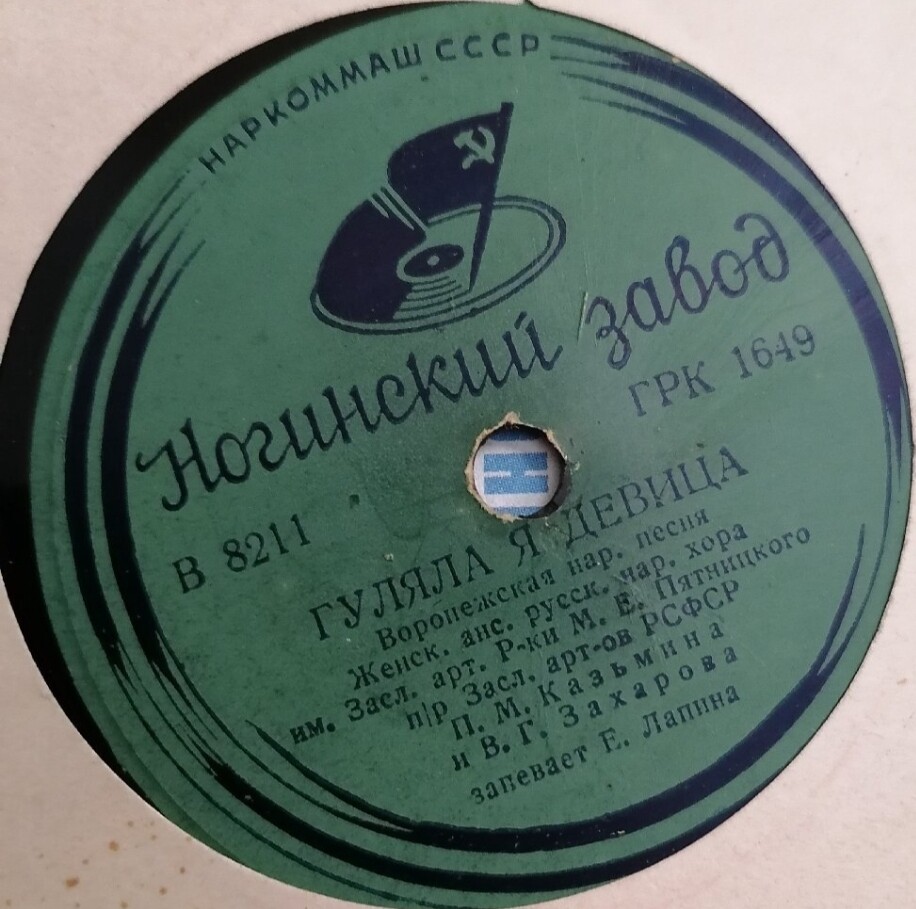 НАРКОММАШ СССР
Ногинский завод
ГРК 1649
В 8211
ГУЛЯЛА Я ДЕВИЦА
Воронежская нар. песня
Женск. анс. русск. нар. хора
им. Засл. арт. Р-ки М. Е. Пятницкого
п/р Засл. арт-ов РСФСР
П. М. Казьмина
и В. Г. Захарова
запевает Е. Лапина